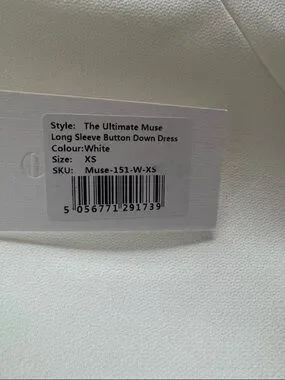 Style: The Ultimate Muse
Long Sleeve Button Down Dress
Colour:White
Size: XS
SKU: Muse-151-W-XS
5 056771 291739